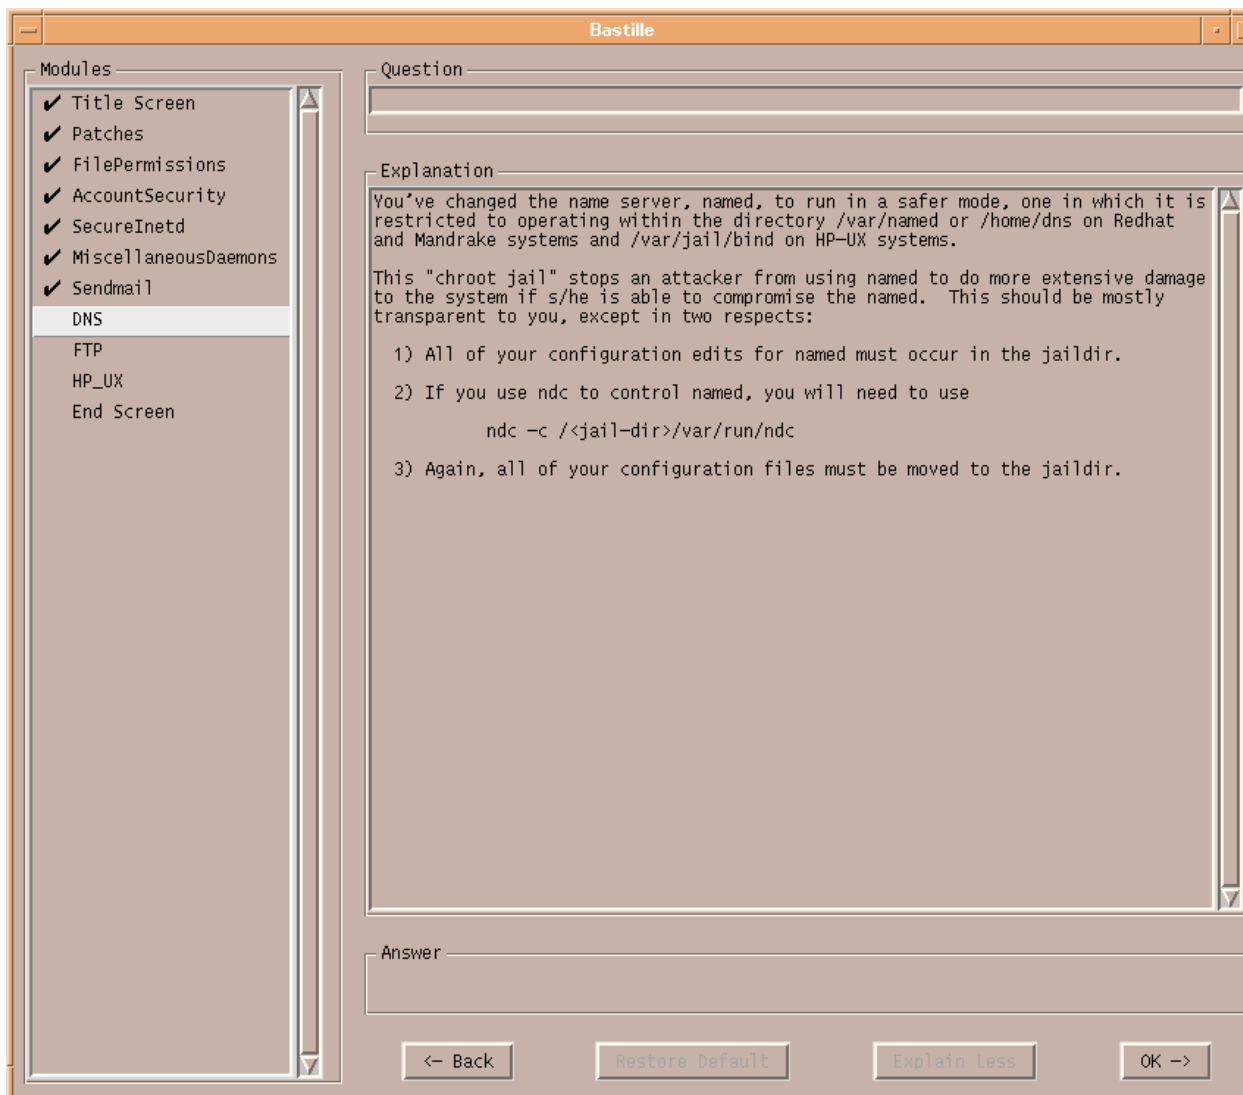 Bastille
Modules
✔ Title Screen
✔ Patches
✔ FilePermissions
✔ AccountSecurity
✔ SecureInetd
✔ MiscellaneousDaemons
✔ Sendmail
DNS
FTP
HP_UX
End Screen
Question
Explanation
You've changed the name server, named, to run in a safer mode, one in which it is
restricted to operating within the directory /var/named or /home/dns on Redhat
and Mandrake systems and /var/jail/bind on HP-UX systems.
This "chroot jail" stops an attacker from using named to do more extensive damage
to the system if s/he is able to compromise the named.  This should be mostly
transparent to you, except in two respects:
1) All of your configuration edits for named must occur in the jaildir.
2) If you use ndc to control named, you will need to use
ndc -c /<jail-dir>/var/run/ndc
3) Again, all of your configuration files must be moved to the jaildir.
Answer
<- Back
Restore Default
Explain Less
OK ->